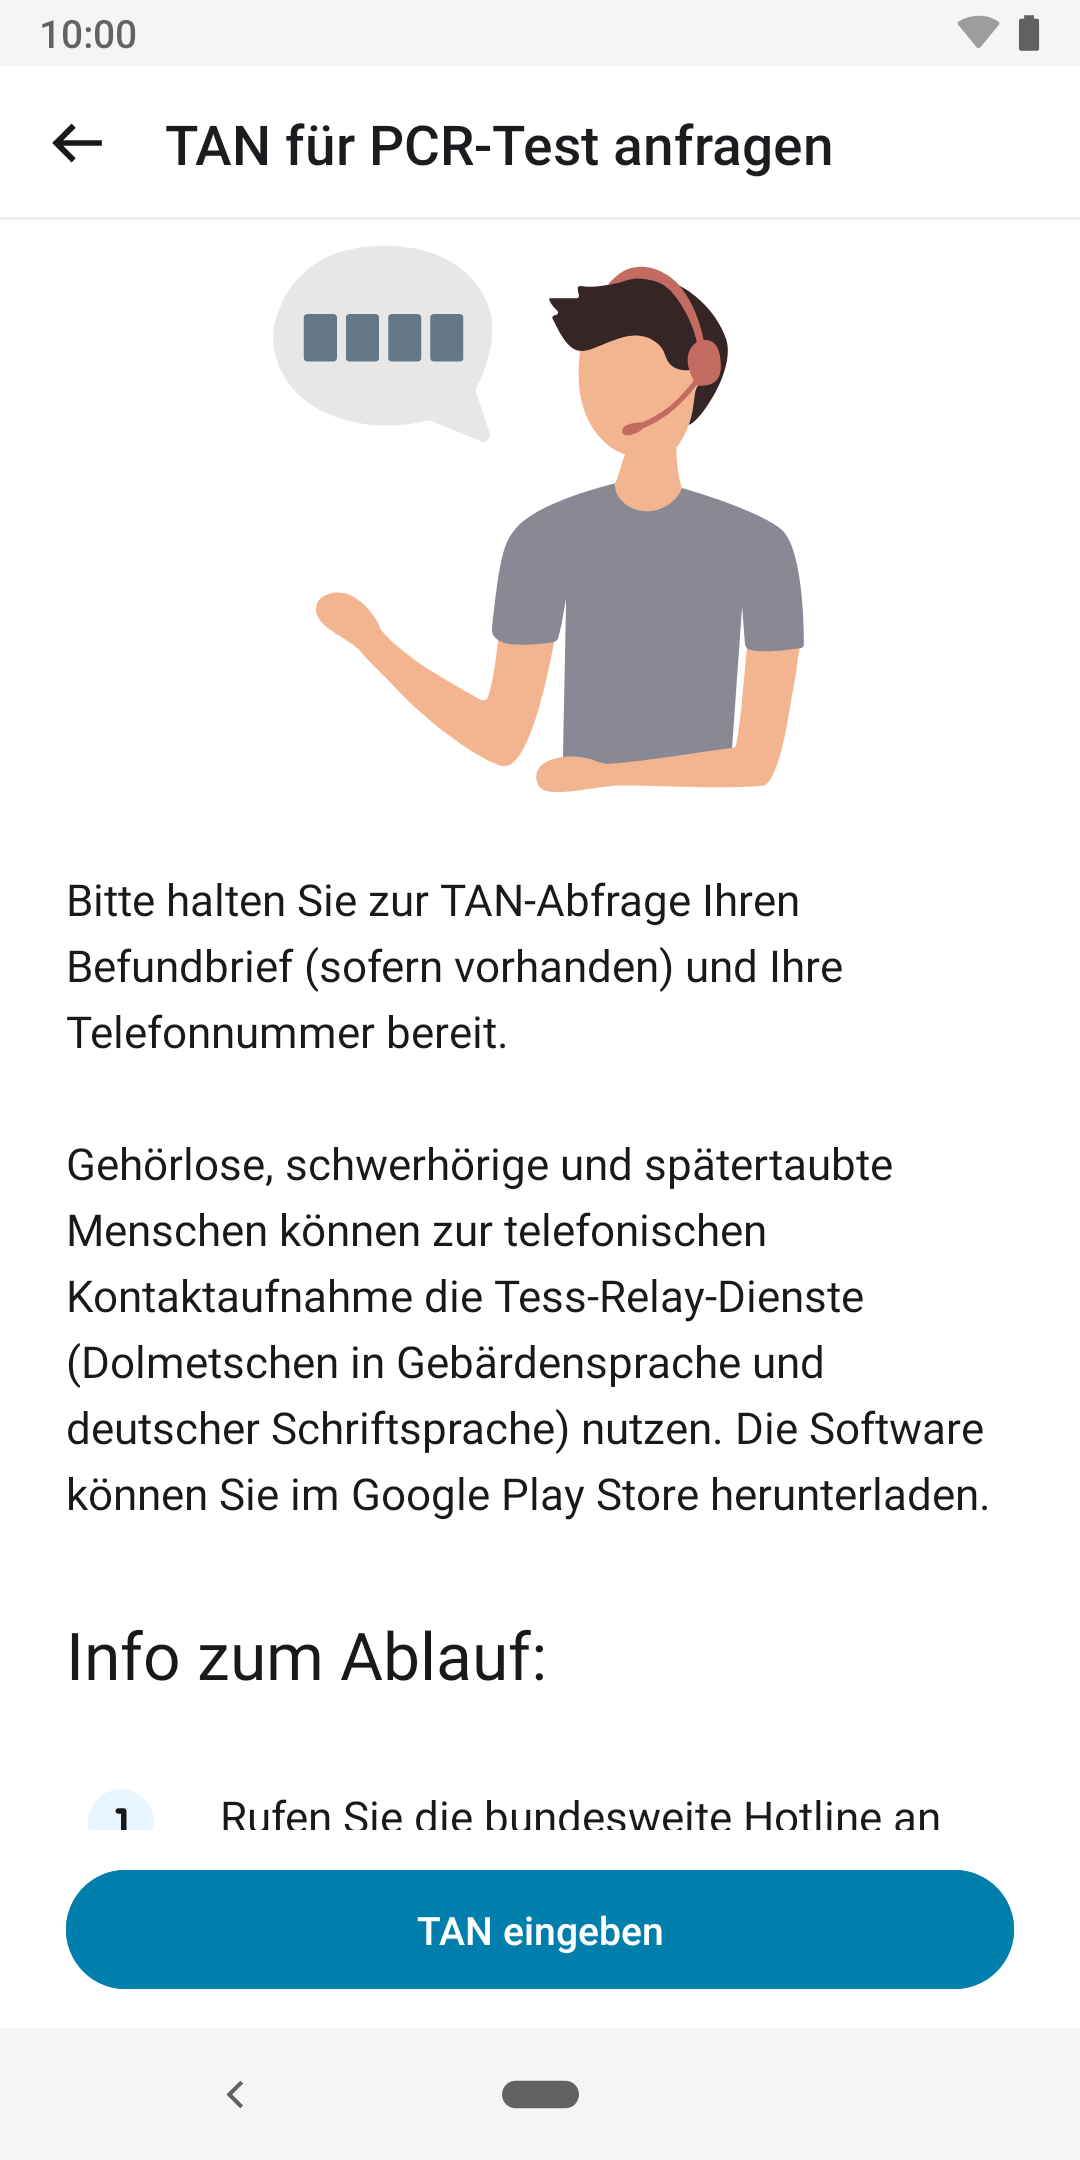 10:00
TAN für PCR-Test anfragen
Bitte halten Sie zur TAN-Abfrage Ihren
Befundbrief (sofern vorhanden) und Ihre
Telefonnummer bereit.
Gehörlose, schwerhörige und spätertaubte
Menschen können zur telefonischen
Kontaktaufnahme die Tess-Relay-Dienste
(Dolmetschen in Gebärdensprache und
deutscher Schriftsprache) nutzen. Die Software
können Sie im Google Play Store herunterladen.
Info zum Ablauf:
1 Rufen Sie die bundesweite Hotline an
TAN eingeben